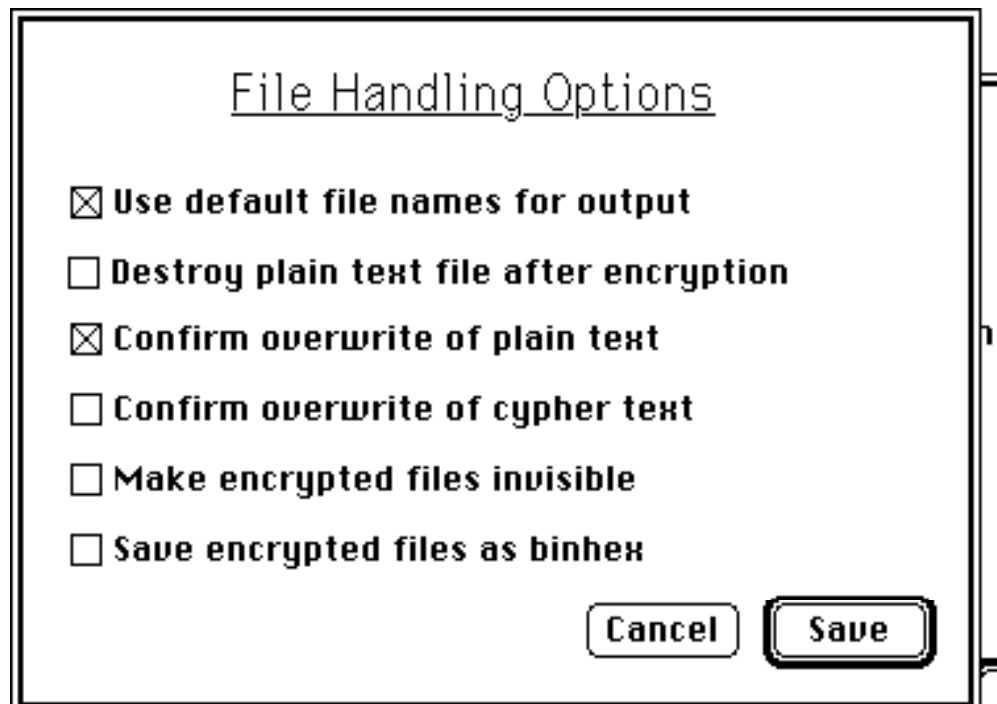 File Handling Options
Use default file names for output
Destroy plain text file after encryption
Confirm overwrite of plain text
Confirm overwrite of cypher text
Make encrypted files invisible
Save encrypted files as binhex
Cancel Save